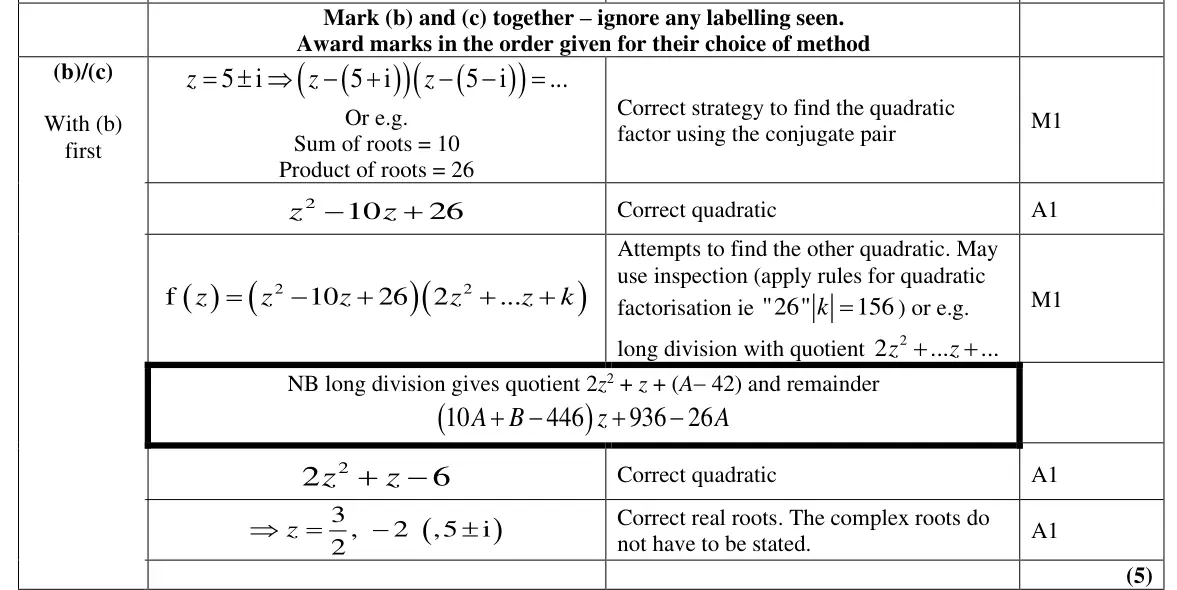 Mark (b) and (c) together – ignore any labelling seen.
Award marks in the order given for their choice of method
(b)/(c)
With (b)
first
z = 5 ± i ⇒ (z − (5 + i))(z − (5 − i)) = ...
Or e.g.
Sum of roots = 10
Product of roots = 26
Correct strategy to find the quadratic
factor using the conjugate pair
M1
z² − 10z + 26
Correct quadratic
A1
f(z) = (z² − 10z + 26)(2z² + ...z + k)
Attempts to find the other quadratic. May
use inspection (apply rules for quadratic
factorisation ie "26"|k| = 156) or e.g.
long division with quotient 2z² + ...z + ...
M1
NB long division gives quotient 2z² + z + (A– 42) and remainder
(10A + B − 446)z + 936 − 26A
2z² + z − 6
Correct quadratic
A1
⇒ z = 3/2, −2 (,5 ± i)
Correct real roots. The complex roots do
not have to be stated.
A1
(5)